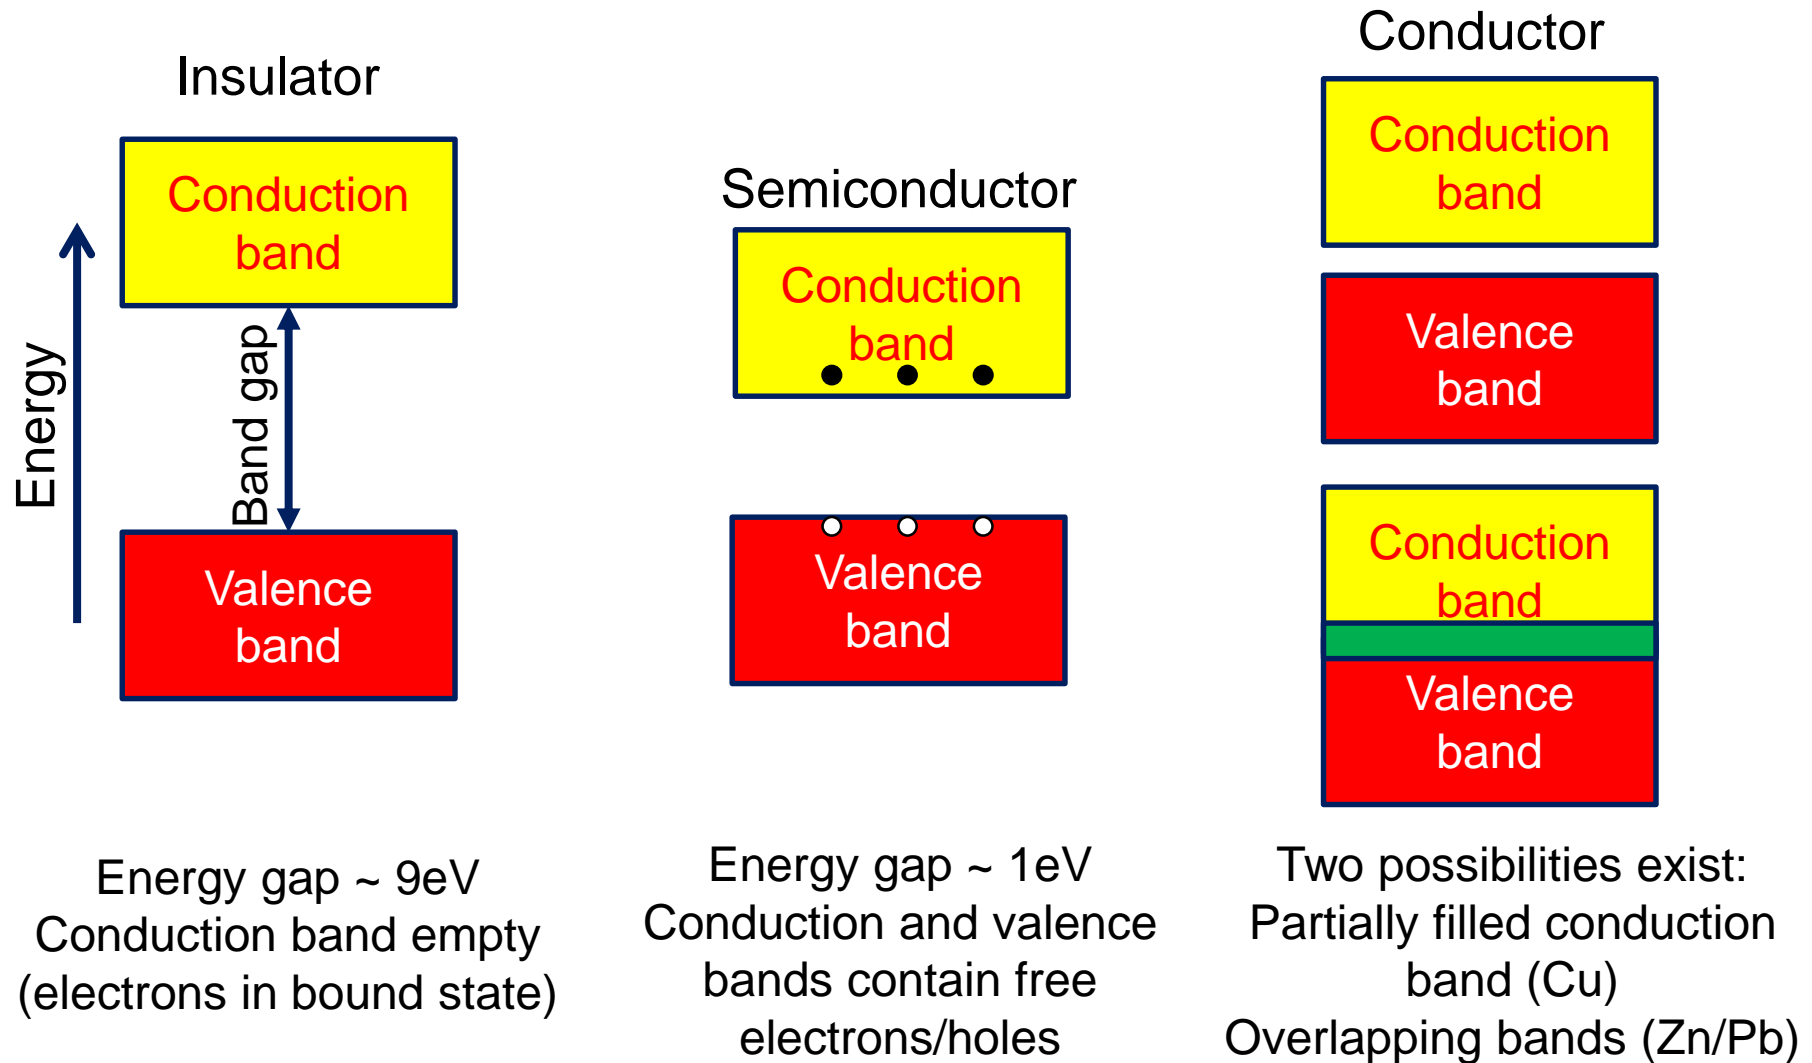 Insulator
Conduction
band
Energy
Band gap
Valence
band
Energy gap ~ 9eV
Conduction band empty
(electrons in bound state)
Semiconductor
Conduction
band
Valence
band
Energy gap ~ 1eV
Conduction and valence
bands contain free
electrons/holes
Conductor
Conduction
band
Valence
band
Conduction
band
Valence
band
Two possibilities exist:
Partially filled conduction
band (Cu)
Overlapping bands (Zn/Pb)